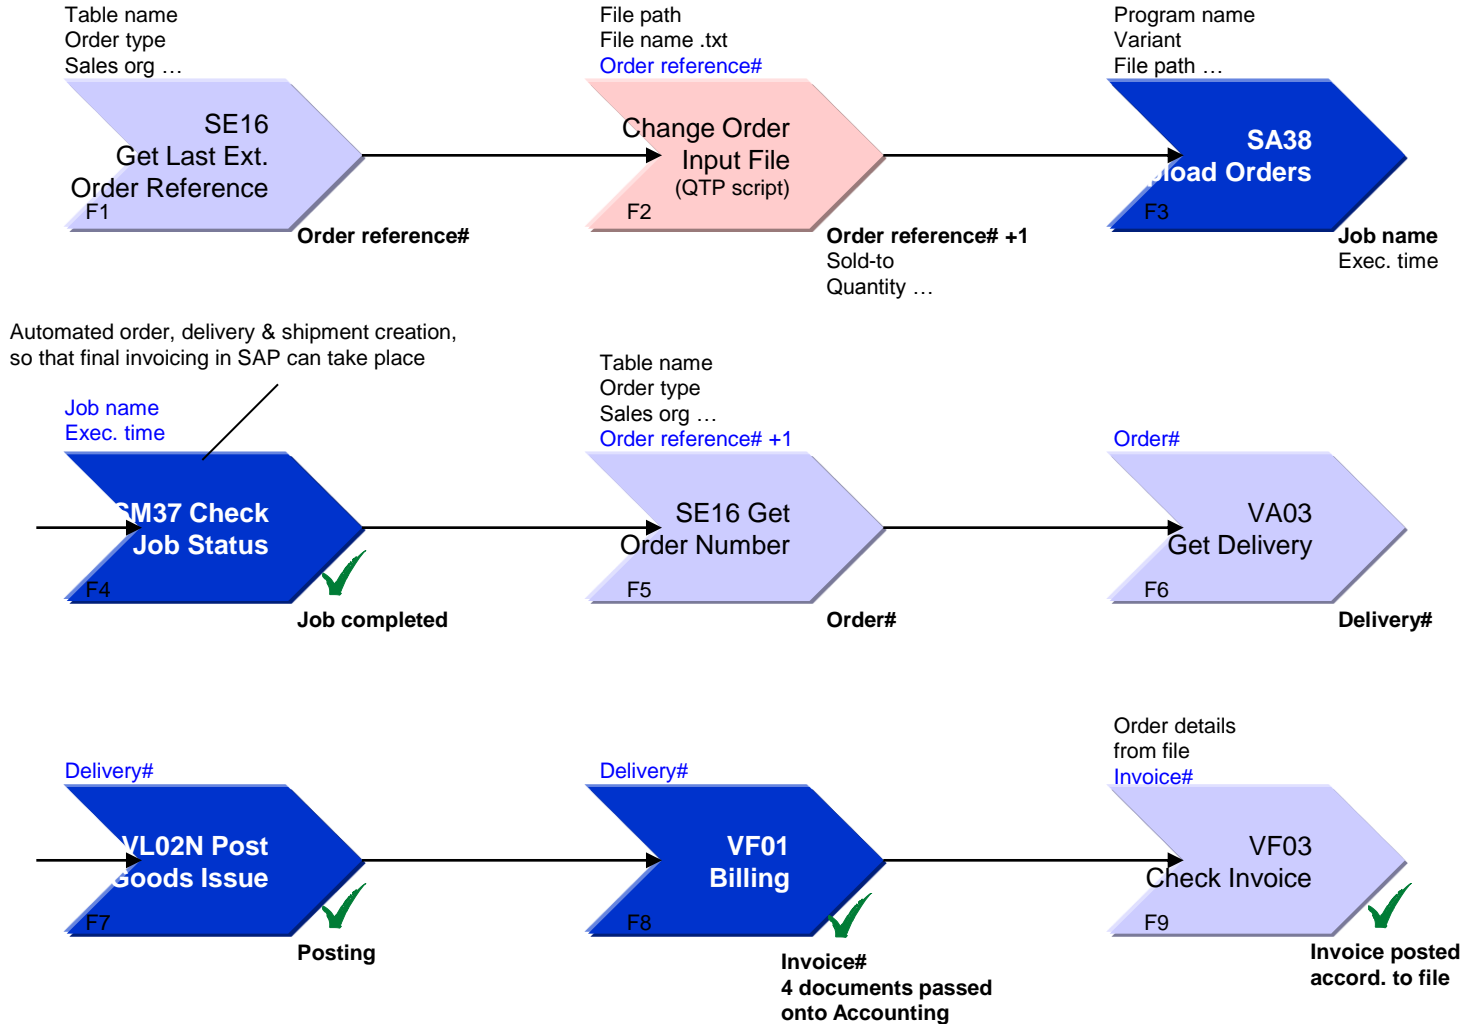 Table name
Order type
Sales org …
File path
File name .txt
Order reference#
Program name
Variant
File path …
SE16
Get Last Ext.
Order Reference
F1
Change Order
Input File
(QTP script)
F2
SA38
pload Orders
F3
Order reference#
Order reference# +1
Sold-to
Quantity …
Job name
Exec. time
Automated order, delivery & shipment creation,
so that final invoicing in SAP can take place
Job name
Exec. time
Table name
Order type
Sales org …
Order reference# +1
Order#
SM37 Check
Job Status
F4
SE16 Get
Order Number
F5
VA03
Get Delivery
F6
Job completed
Order#
Delivery#
Delivery#
Delivery#
Order details
from file
Invoice#
VL02N Post
Goods Issue
F7
VF01
Billing
F8
VF03
Check Invoice
F9
Posting
Invoice#
4 documents passed
onto Accounting
Invoice posted
accord. to file